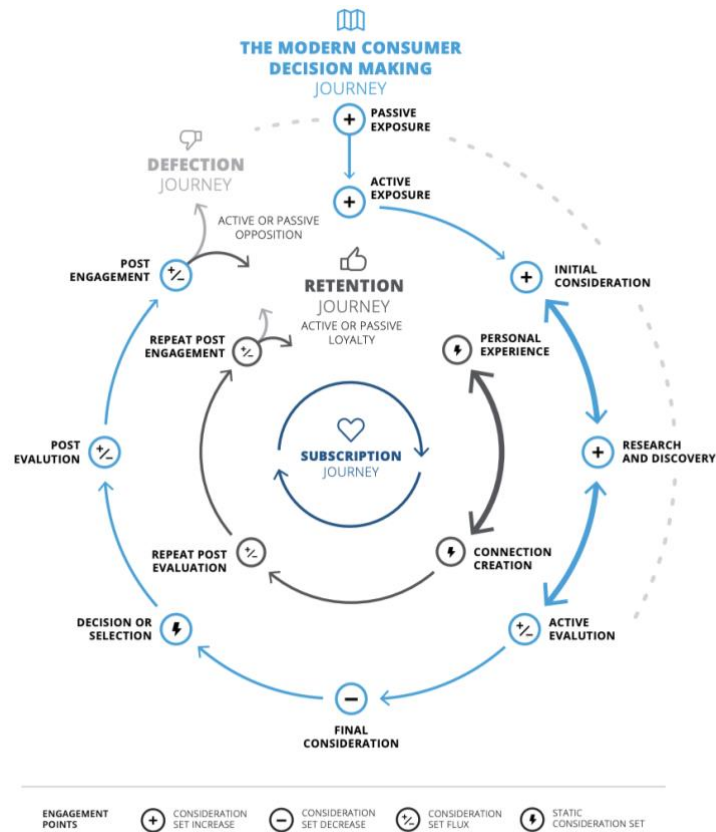 THE MODERN CONSUMER
DECISION MAKING
JOURNEY
PASSIVE
EXPOSURE
DEFECTION
JOURNEY
ACTIVE
EXPOSURE
ACTIVE OR PASSIVE
OPPOSITION
POST
ENGAGEMENT
INITIAL
CONSIDERATION
RETENTION
JOURNEY
ACTIVE OR PASSIVE
LOYALTY
REPEAT POST
ENGAGEMENT
PERSONAL
EXPERIENCE
POST
EVALUTION
SUBSCRIPTION
JOURNEY
RESEARCH
AND DISCOVERY
REPEAT POST
EVALUATION
CONNECTION
CREATION
DECISION OR
SELECTION
ACTIVE
EVALUTION
FINAL
CONSIDERATION
ENGAGEMENT
POINTS
CONSIDERATION
SET INCREASE
CONSIDERATION
SET DECREASE
CONSIDERATION
SET FLUX
STATIC
CONSIDERATION SET